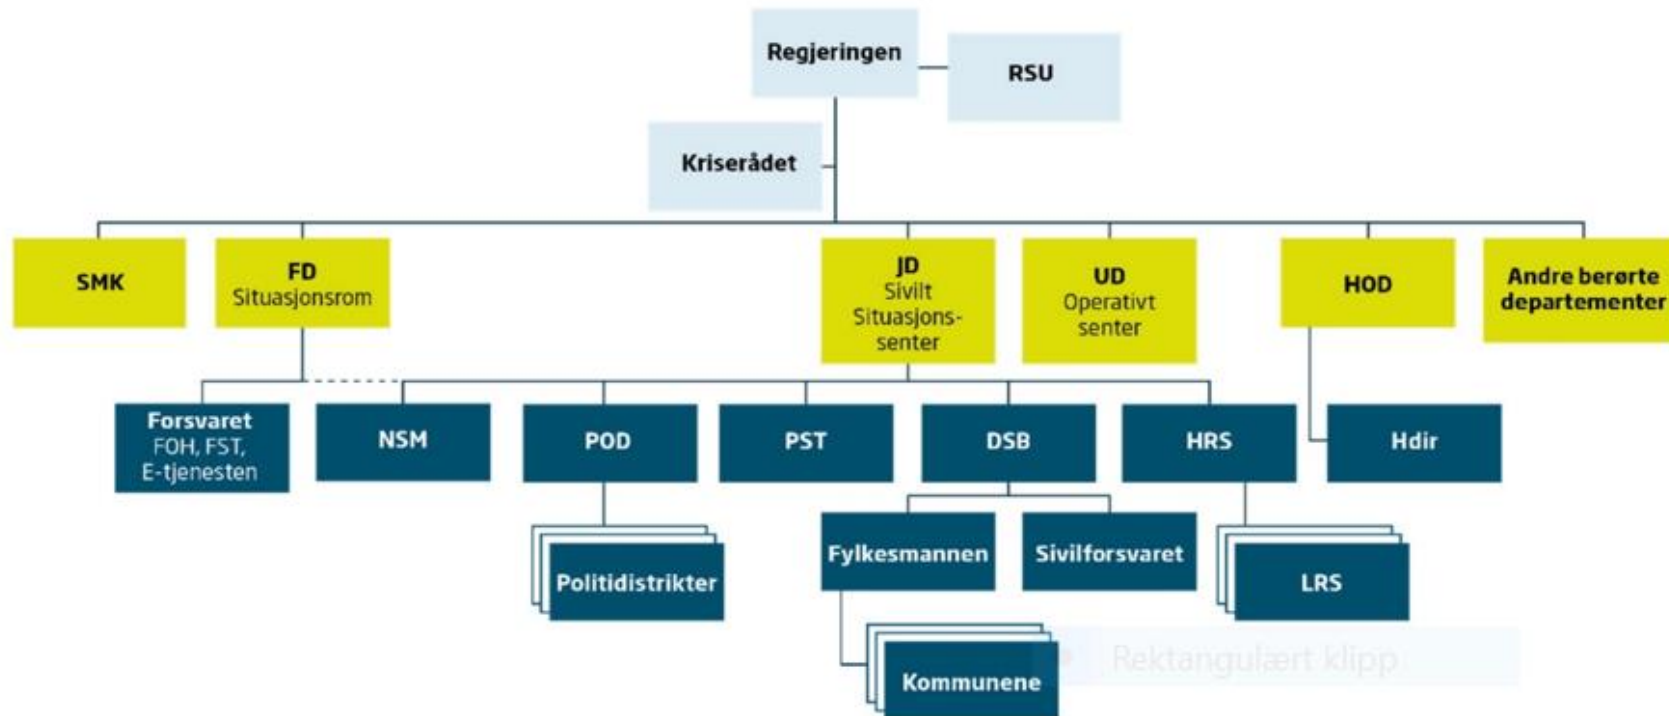 Regjeringen
RSU
Kriserådet
SMK
FD
Situasjonsrom
JD
Sivilt
Situasjons-
senter
UD
Operativt
senter
HOD
Andre berørte
departementer
Forsvaret
FOH, FST,
E-tjenesten
NSM
POD
PST
DSB
HRS
Hdir
Politidistrikter
Fylkesmannen
Sivilforsvaret
LRS
Kommunene
Rektangulært klipp